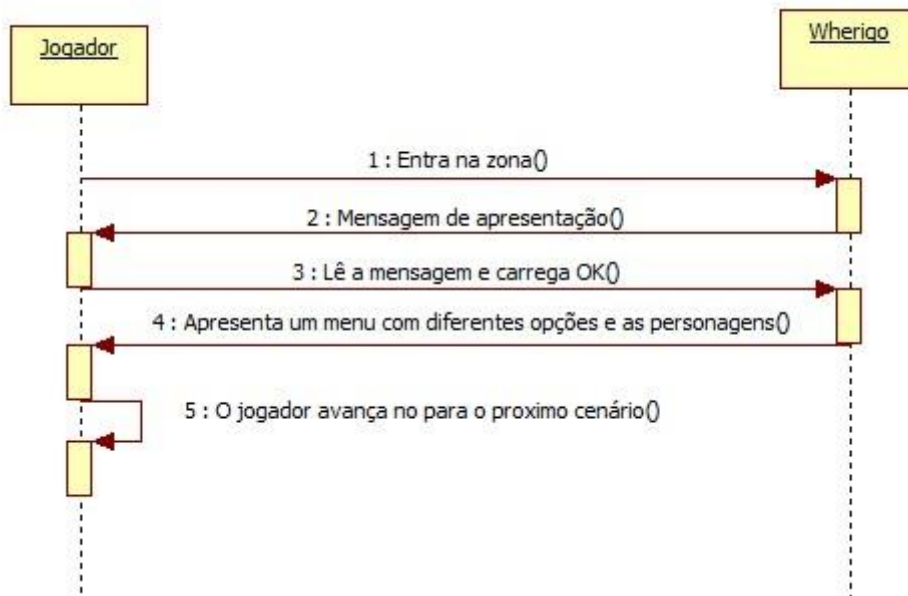 Jogador
Wherigo
1 : Entra na zona()
2 : Mensagem de apresentação()
3 : Lê a mensagem e carrega OK()
4 : Apresenta um menu com diferentes opções e as personagens()
5 : O jogador avança no para o proximo cenário()